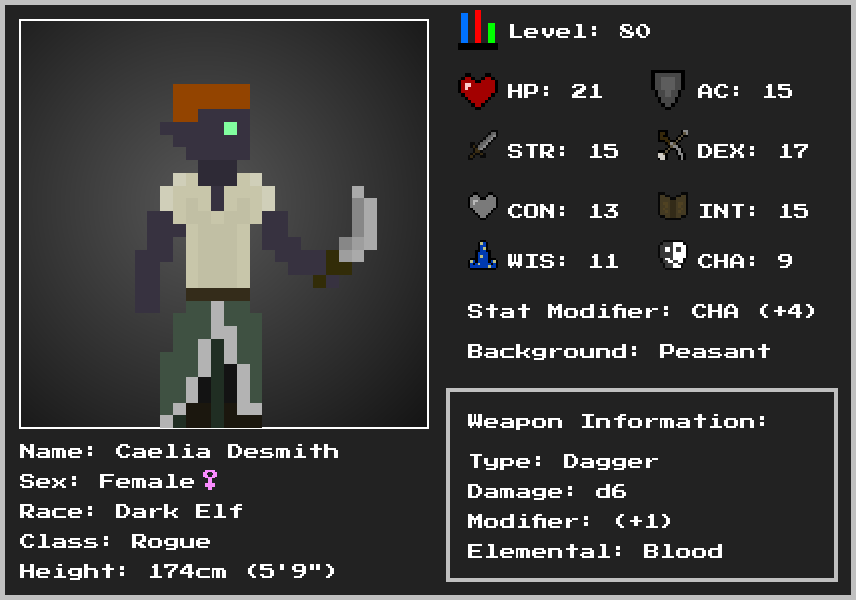 Level: 80
HP: 21 AC: 15
STR: 15 DEX: 17
CON: 13 INT: 15
WIS: 11 CHA: 9
Stat Modifier: CHA (+4)
Background: Peasant
Weapon Information:
Type: Dagger
Damage: d6
Modifier: (+1)
Elemental: Blood
Name: Caelia Desmith
Sex: Female♀
Race: Dark Elf
Class: Rogue
Height: 174cm (5'9")